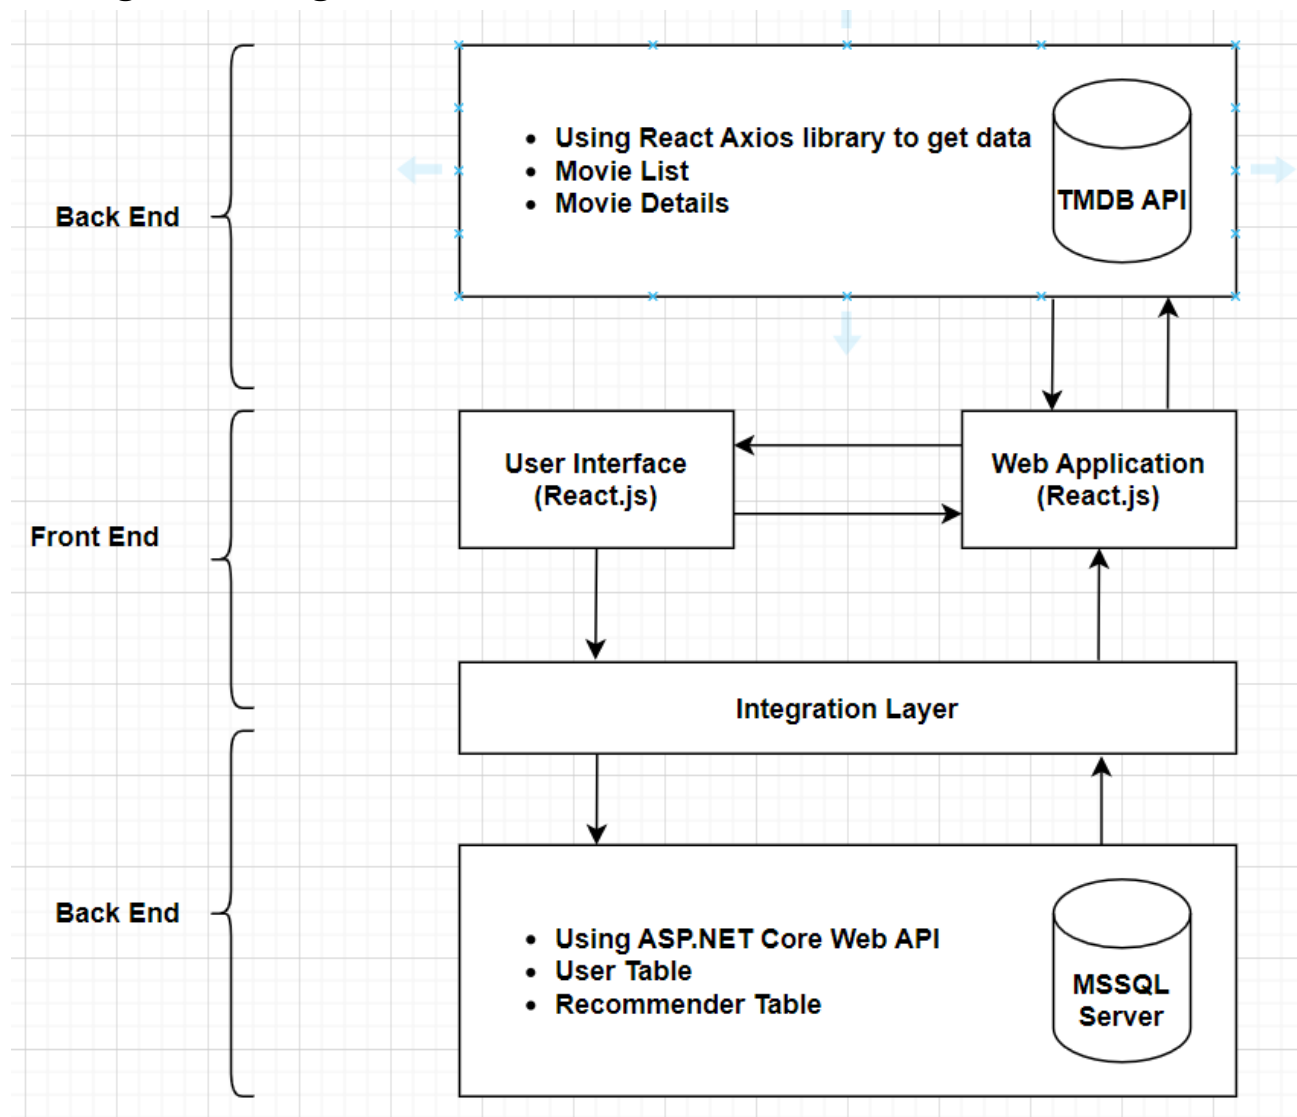 Back End
• Using React Axios library to get data
• Movie List
• Movie Details
TMDB API
Front End
User Interface
(React.js)
Web Application
(React.js)
Integration Layer
Back End
• Using ASP.NET Core Web API
• User Table
• Recommender Table
MSSQL
Server